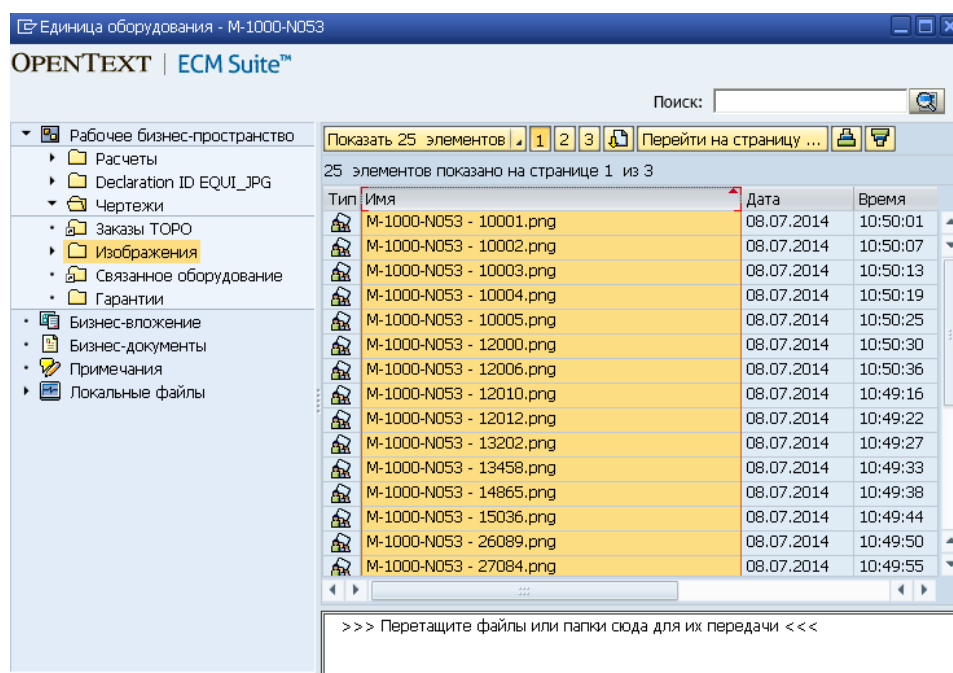 Единица оборудования - M-1000-N053
OPENTEXT | ECM Suite™
Поиск:
Рабочее бизнес-пространство
Расчеты
Declaration ID EQUI_JPG
Чертежи
Заказы ТОРО
Изображения
Связанное оборудование
Гарантии
Бизнес-вложение
Бизнес-документы
Примечания
Локальные файлы
Показать 25 элементов 1 2 3 Перейти на страницу ...
25 элементов показано на странице 1 из 3
Тип Имя Дата Время
M-1000-N053 - 10001.png 08.07.2014 10:50:01
M-1000-N053 - 10002.png 08.07.2014 10:50:07
M-1000-N053 - 10003.png 08.07.2014 10:50:13
M-1000-N053 - 10004.png 08.07.2014 10:50:19
M-1000-N053 - 10005.png 08.07.2014 10:50:25
M-1000-N053 - 12000.png 08.07.2014 10:50:30
M-1000-N053 - 12006.png 08.07.2014 10:50:36
M-1000-N053 - 12010.png 08.07.2014 10:49:16
M-1000-N053 - 12012.png 08.07.2014 10:49:22
M-1000-N053 - 13202.png 08.07.2014 10:49:27
M-1000-N053 - 13458.png 08.07.2014 10:49:33
M-1000-N053 - 14865.png 08.07.2014 10:49:38
M-1000-N053 - 15036.png 08.07.2014 10:49:44
M-1000-N053 - 26089.png 08.07.2014 10:49:50
M-1000-N053 - 27084.png 08.07.2014 10:49:55
>>> Перетащите файлы или папки сюда для их передачи <<<